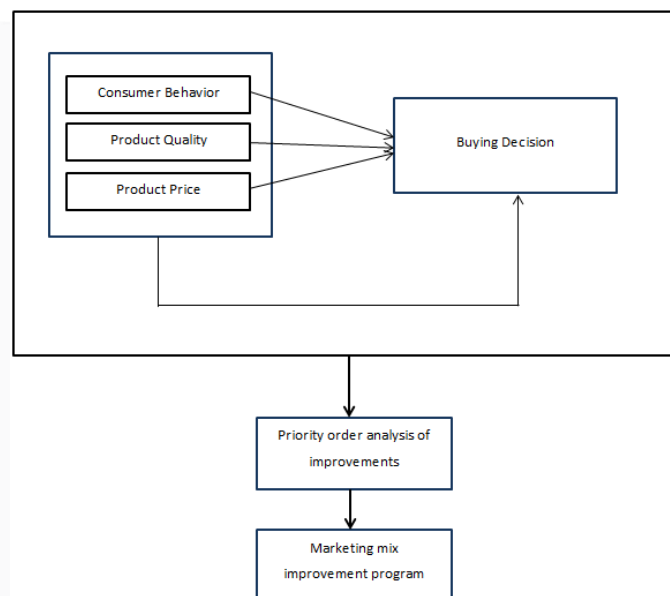 Consumer Behavior
Product Quality
Product Price
Buying Decision
Priority order analysis of
improvements
Marketing mix
improvement program